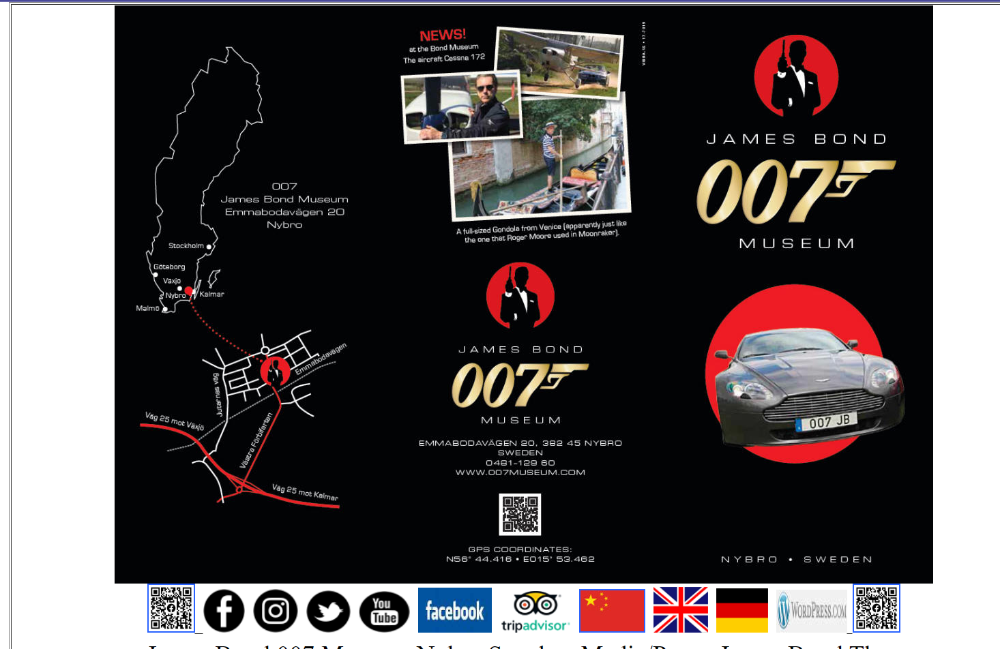 007
James Bond Museum
Emmabodavägen 20
Nybro
Stockholm
Göteborg
Växjö
Nybro
Kalmar
Malmö
Emmabodavägen
Jutarnas väg
Väg 25 mot Växjö
Västra Förbifarten
Väg 25 mot Kalmar
NEWS!
at the Bond Museum
The aircraft Cessna 172
A full-sized Gondola from Venice (apparently just like
the one that Roger Moore used in Moonraker).
JAMES BOND
007
MUSEUM
EMMABODAVÄGEN 20, 382 45 NYBRO
SWEDEN
0481-129 60
WWW.007MUSEUM.COM
GPS COORDINATES:
N56° 44.416 • E015° 53.462
VIBRA.SE • 17-7019
JAMES BOND
007
MUSEUM
007 JB
NYBRO • SWEDEN
You
Tube
facebook
tripadvisor
WORDPRESS.COM